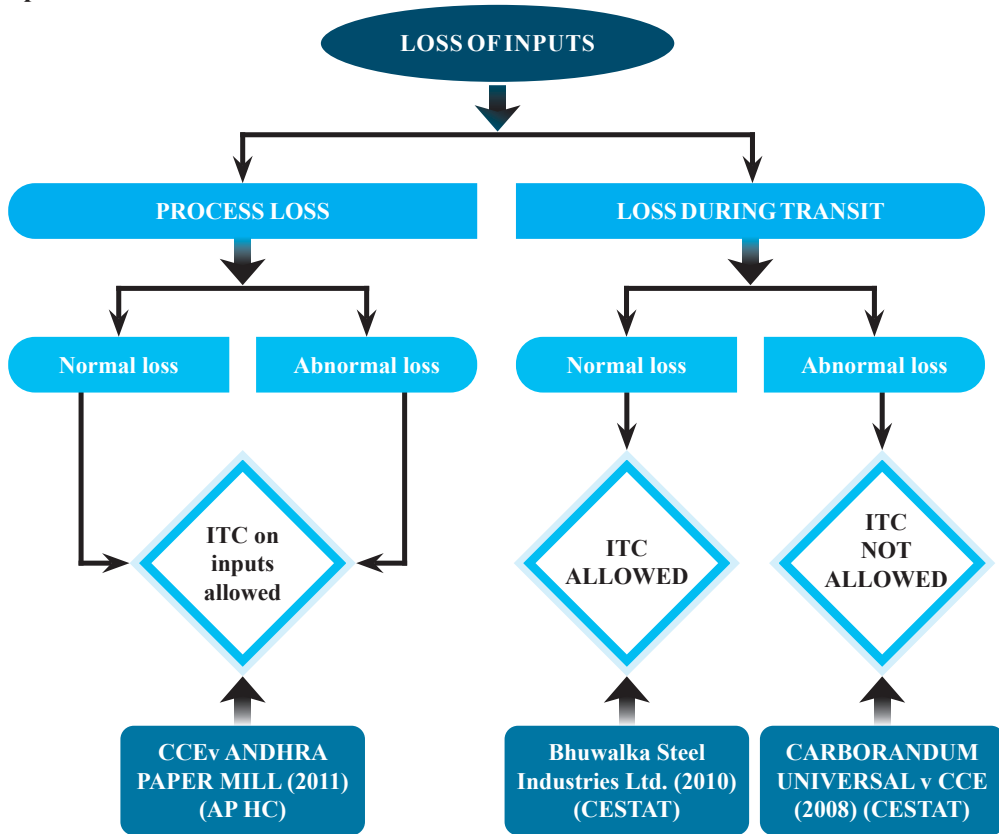 LOSS OF INPUTS
PROCESS LOSS
LOSS DURING TRANSIT
Normal loss
Abnormal loss
Normal loss
Abnormal loss
ITC on
inputs
allowed
ITC
ALLOWED
ITC
NOT
ALLOWED
CCEv ANDHRA
PAPER MILL (2011)
(AP HC)
Bhuwalka Steel
Industries Ltd. (2010)
(CESTAT)
CARBORANDUM
UNIVERSAL v CCE
(2008) (CESTAT)